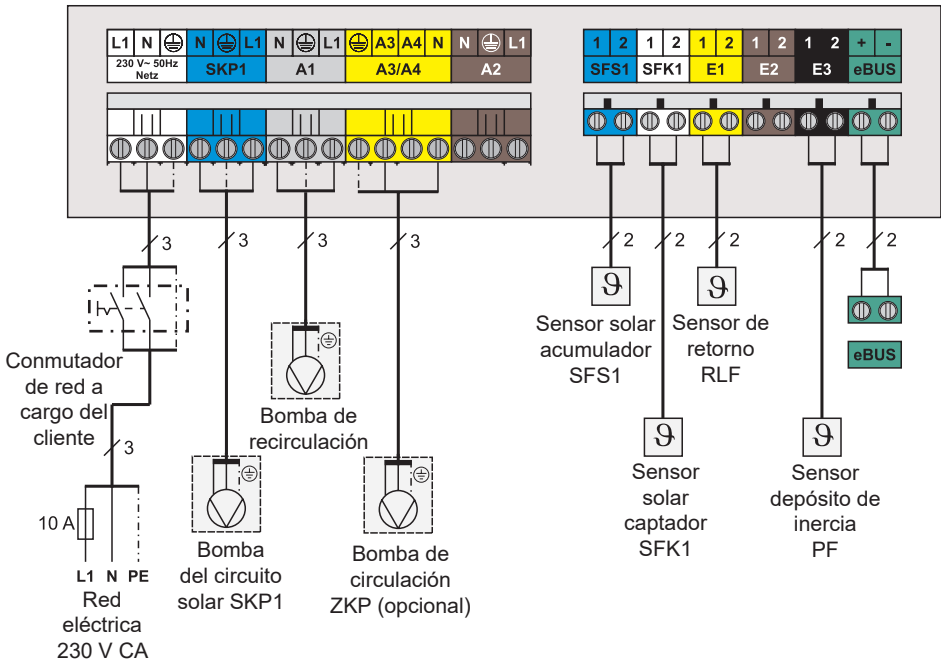 L1 N N L1 N L1 A3 A4 N N L1
230 V~ 50Hz
Netz
SKP1 A1 A3/A4 A2
1 2 1 2 1 2 1 2 1 2 + -
SFS1 SFK1 E1 E2 E3 eBUS
3 3 3 3 2 2 2 2 2
Conmutador
de red a
cargo del
cliente
3
10 A
L1 N PE
Red
eléctrica
230 V CA
Bomba
del circuito
solar SKP1
Bomba de
recirculación
Bomba de
circulación
ZKP (opcional)
ϑ
Sensor solar
acumulador
SFS1
ϑ
Sensor
solar
captador
SFK1
ϑ
Sensor de
retorno
RLF
ϑ
Sensor
depósito de
inercia
PF
eBUS